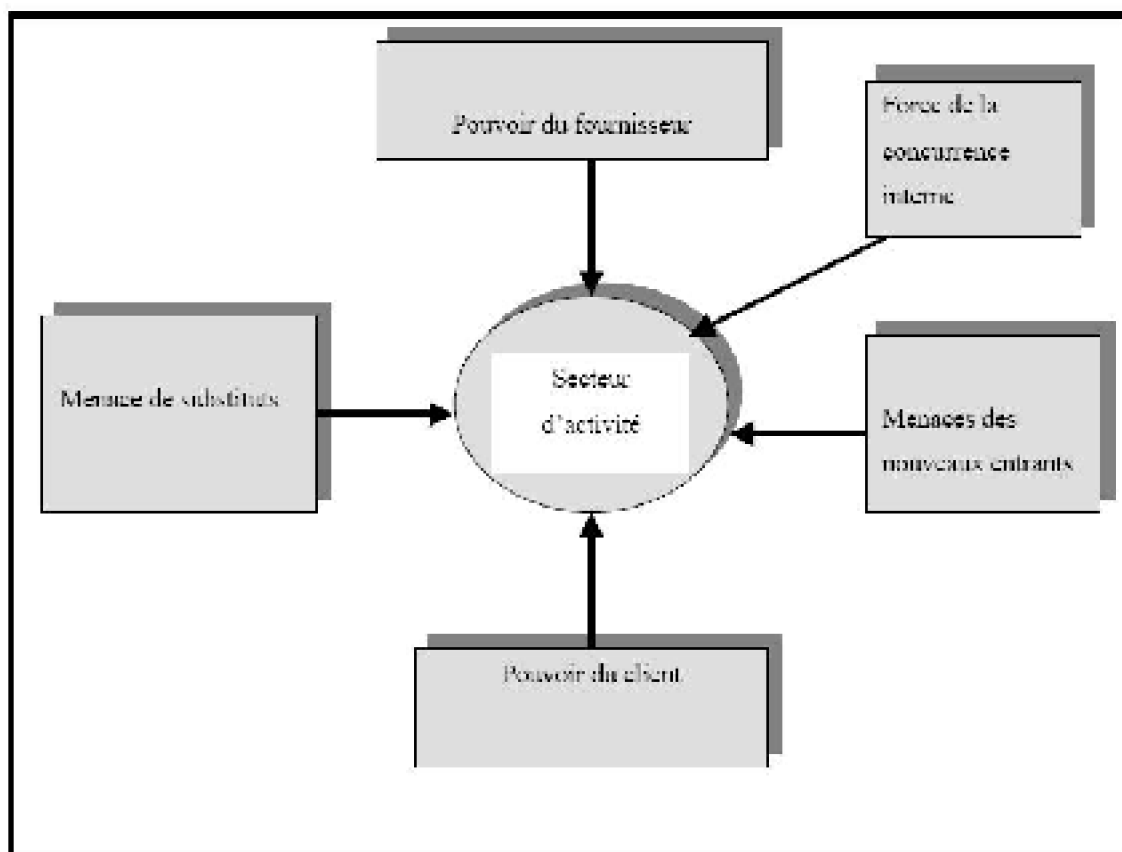 Pouvoir du fournisseur
Force de la
concurrence
interne
Menace de substituts
Secteur
d'activité
Menaces des
nouveaux entrants
Pouvoir du client